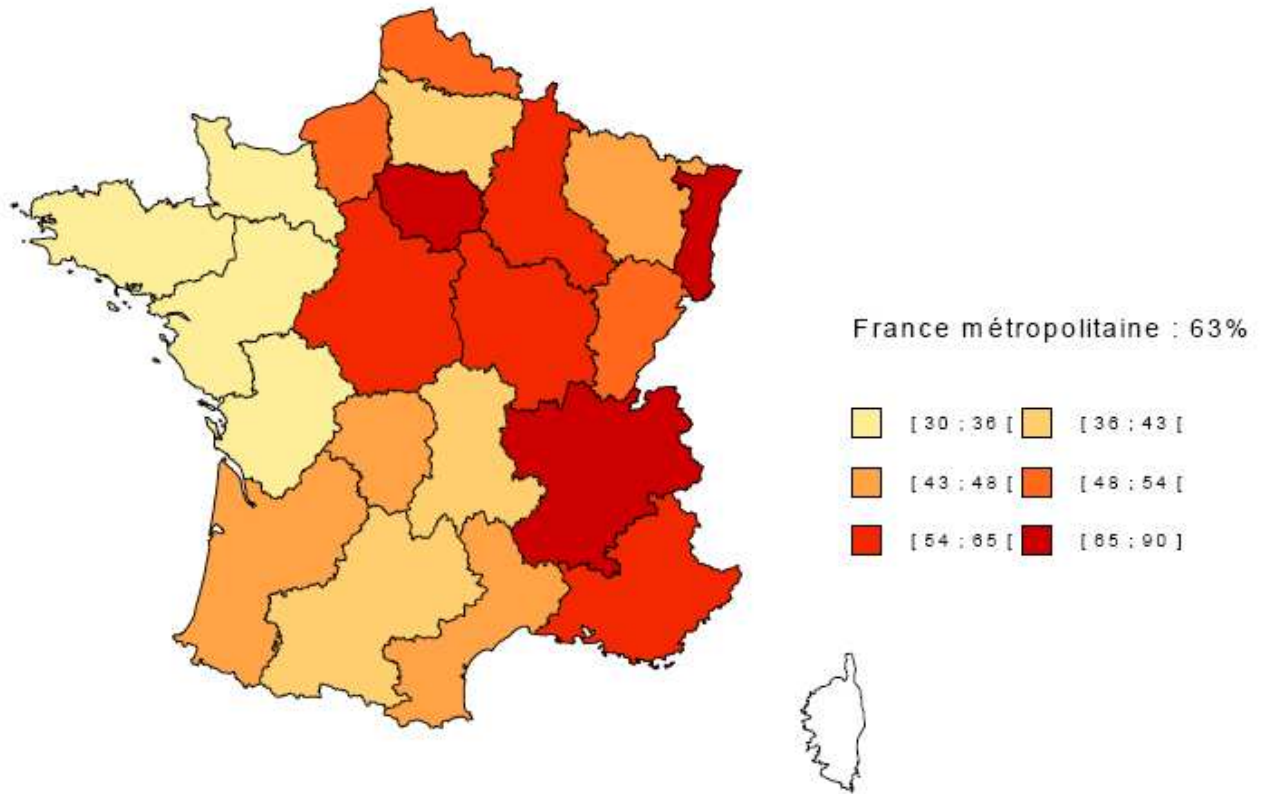 France métropolitaine : 63%
[ 30 ; 36 [ [ 36 ; 43 [
[ 43 ; 48 [ [ 48 ; 54 [
[ 54 ; 65 [ [ 65 ; 90 ]